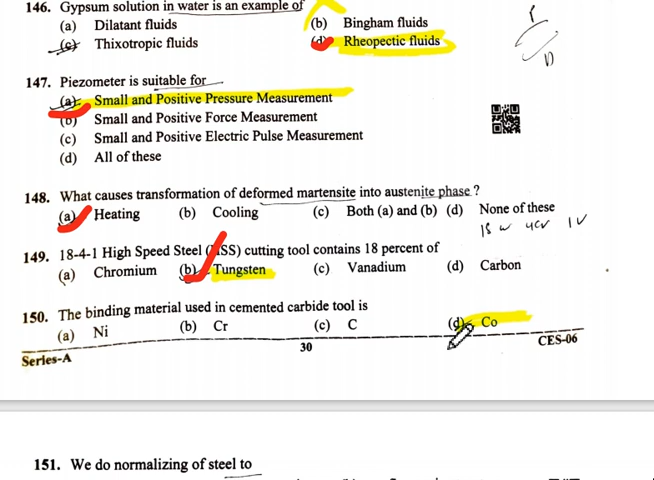 146. Gypsum solution in water is an example of
(a) Dilatant fluids (b) Bingham fluids
(c) Thixotropic fluids (d) Rheopectic fluids
147. Piezometer is suitable for
(a) Small and Positive Pressure Measurement
(b) Small and Positive Force Measurement
(c) Small and Positive Electric Pulse Measurement
(d) All of these
148. What causes transformation of deformed martensite into austenite phase ?
(a) Heating (b) Cooling (c) Both (a) and (b) (d) None of these
18 W 4Cr 1V
149. 18-4-1 High Speed Steel (HSS) cutting tool contains 18 percent of
(a) Chromium (b) Tungsten (c) Vanadium (d) Carbon
150. The binding material used in cemented carbide tool is
(a) Ni (b) Cr (c) C (d) Co
Series-A 30 CES-06
151. We do normalizing of steel to